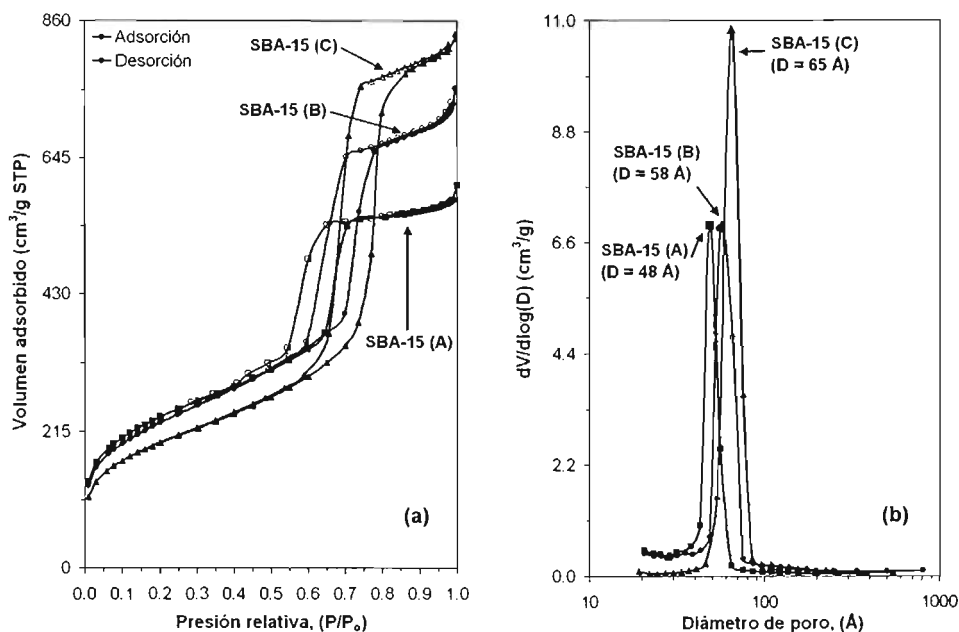 860
645
430
215
0
Volumen adsorbido (cm³/g STP)
Adsorción
Desorción
SBA-15 (C)
SBA-15 (B)
SBA-15 (A)
(a)
0.0 0.1 0.2 0.3 0.4 0.5 0.6 0.7 0.8 0.9 1.0
Presión relativa, (P/Pₒ)
11.0
8.8
6.6
4.4
2.2
0.0
dV/dlog(D) (cm³/g)
SBA-15 (C)
(D = 65 Å)
SBA-15 (B)
(D = 58 Å)
SBA-15 (A)
(D = 48 Å)
(b)
10 100 1000
Diámetro de poro, (Å)